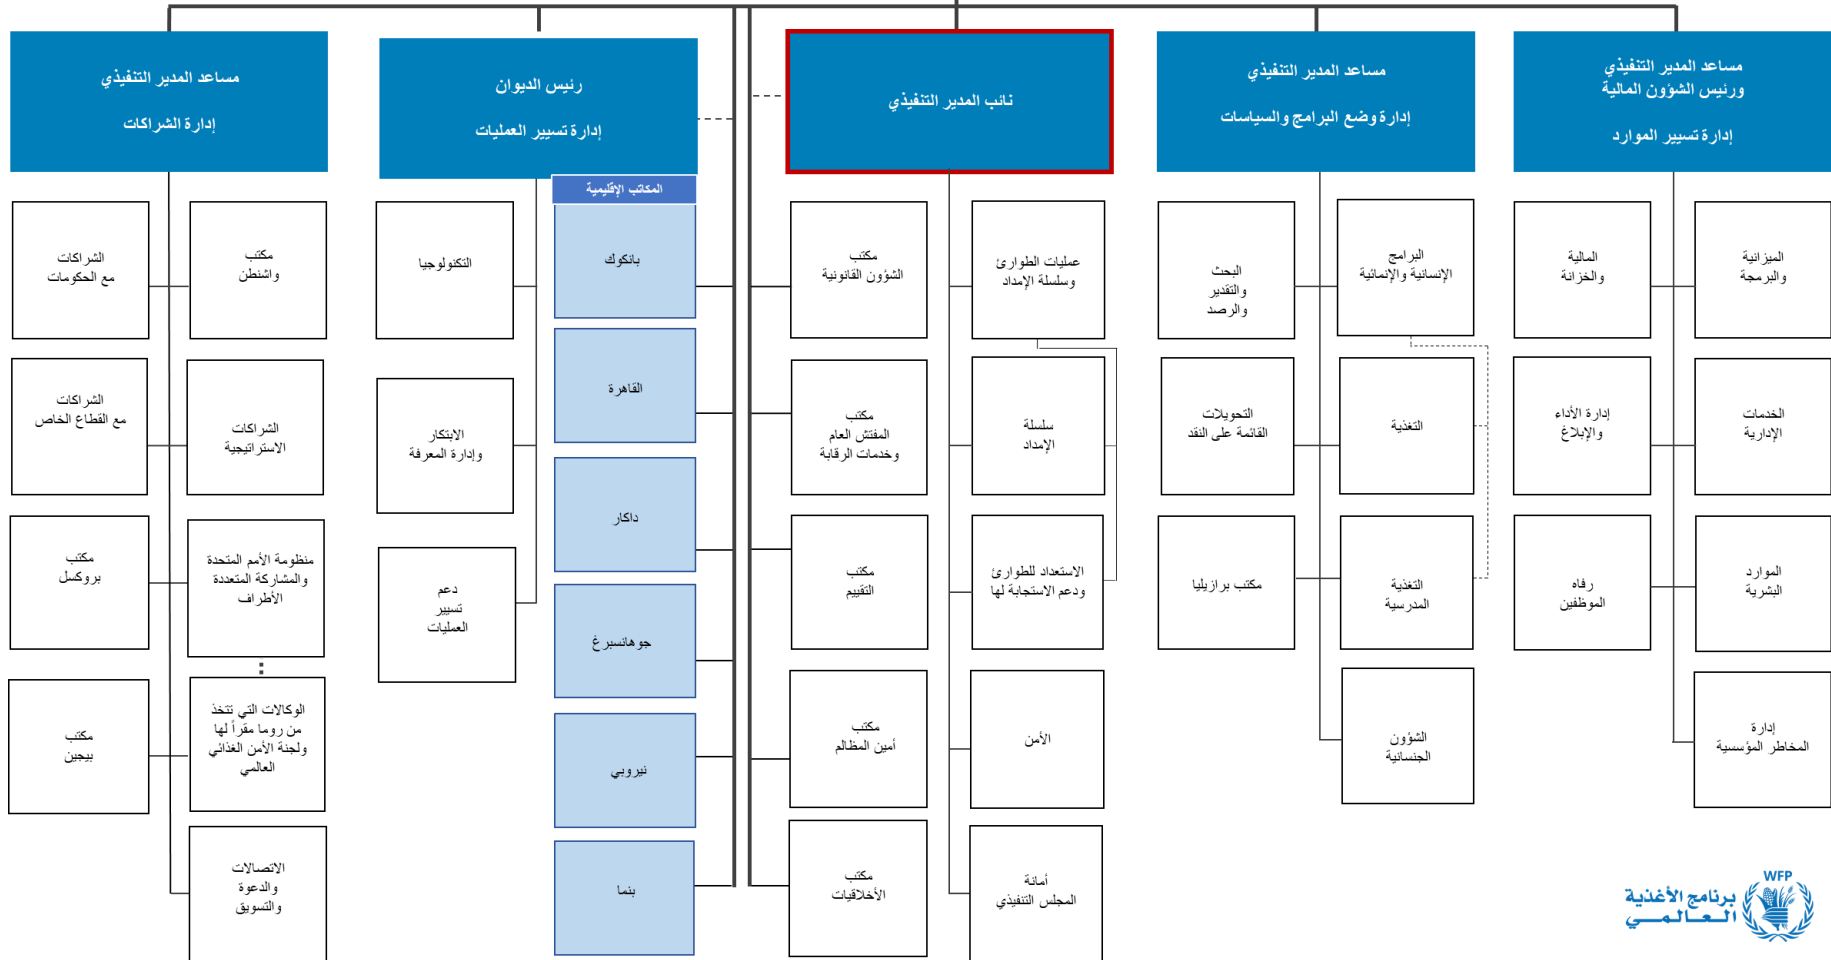 مساعد المدير التنفيذي
ورئيس الشؤون المالية
إدارة تسيير الموارد
الميزانية
والبرمجة
المالية
والخزانة
الخدمات
الإدارية
إدارة الأداء
والإبلاغ
الموارد
البشرية
رفاه
الموظفين
إدارة
المخاطر المؤسسية
مساعد المدير التنفيذي
إدارة وضع البرامج والسياسات
البرامج
الإنسانية والإنمائية
البحث
والتقدير
والرصد
التغذية
التحويلات
القائمة على النقد
التغذية
المدرسية
مكتب برازيليا
الشؤون
الجنسانية
نائب المدير التنفيذي
عمليات الطوارئ
وسلسلة الإمداد
مكتب
الشؤون القانونية
سلسلة
الإمداد
مكتب
المفتش العام
وخدمات الرقابة
الاستعداد للطوارئ
ودعم الاستجابة لها
مكتب
التقييم
الأمن
مكتب
أمين المظالم
أمانة
المجلس التنفيذي
مكتب
الأخلاقيات
رئيس الديوان
إدارة تسيير العمليات
المكاتب الإقليمية
بانكوك
القاهرة
داكار
جوهانسبرغ
نيروبي
بنما
التكنولوجيا
الابتكار
وإدارة المعرفة
دعم
تسيير
العمليات
مساعد المدير التنفيذي
إدارة الشراكات
مكتب
واشنطن
الشراكات
مع الحكومات
الشراكات
الاستراتيجية
الشراكات
مع القطاع الخاص
منظومة الأمم المتحدة
والمشاركة المتعددة
الأطراف
مكتب
بروكسل
الوكالات التي تتخذ
من روما مقراً لها
ولجنة الأمن الغذائي
العالمي
مكتب
بيجين
الاتصالات
والدعوة
والتسويق
WFP
برنامج الأغذية
العالمي